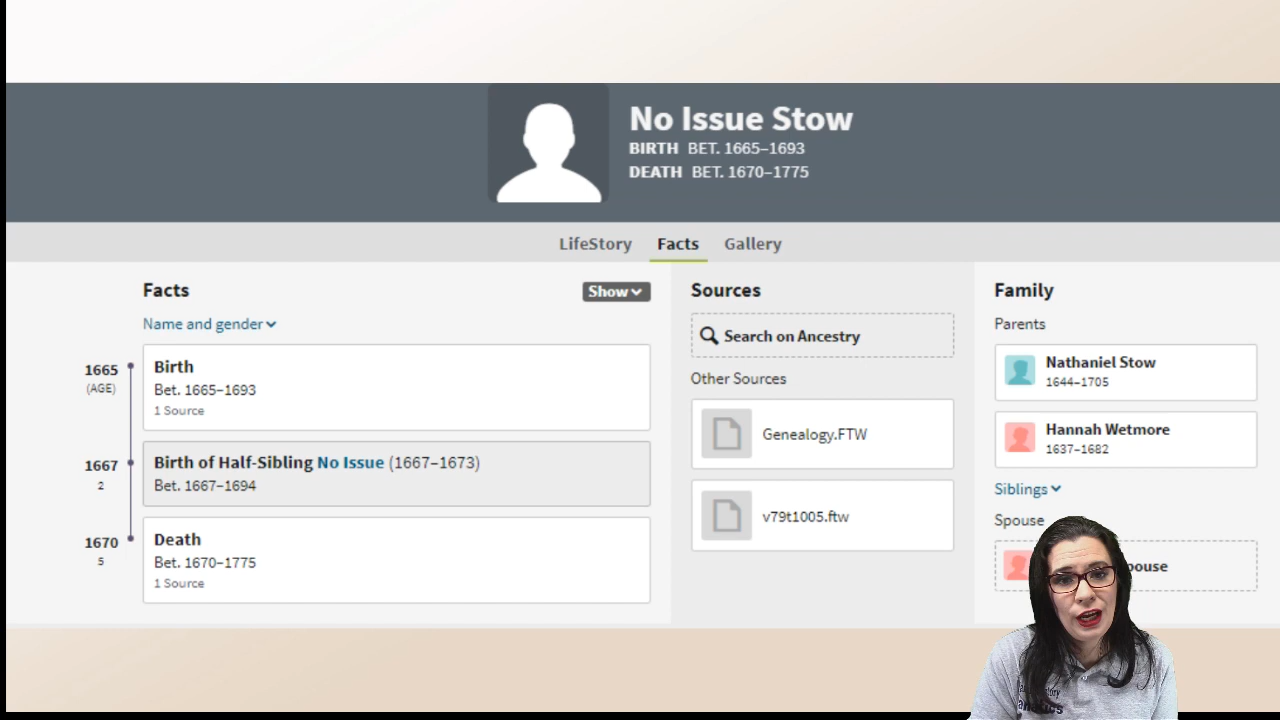 No Issue Stow
BIRTH BET. 1665–1693
DEATH BET. 1670–1775
LifeStory Facts Gallery
Facts
Show
Name and gender
1665
(AGE)
Birth
Bet. 1665–1693
1 Source
1667
2
Birth of Half-Sibling No Issue (1667–1673)
Bet. 1667–1694
1670
5
Death
Bet. 1670–1775
1 Source
Sources
Search on Ancestry
Other Sources
Genealogy.FTW
v79t1005.ftw
Family
Parents
Nathaniel Stow
1644–1705
Hannah Wetmore
1637–1682
Siblings
Spouse